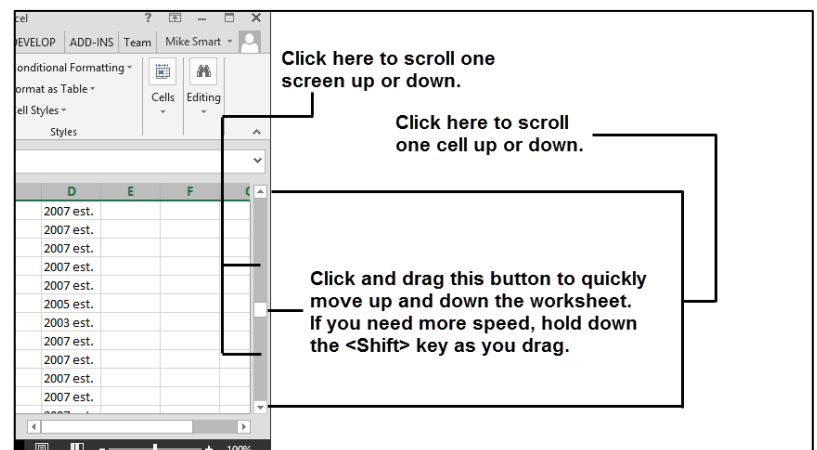 cel ? 
DEVELOP ADD-INS Team Mike Smart
onditional Formatting
ormat as Table
ell Styles
Cells Editing
Styles
Click here to scroll one
screen up or down.
Click here to scroll
one cell up or down.
D E F
2007 est.
2007 est.
2007 est.
2007 est.
2007 est.
2005 est.
2003 est.
2007 est.
2007 est.
2007 est.
2007 est.
Click and drag this button to quickly
move up and down the worksheet.
If you need more speed, hold down
the <Shift> key as you drag.
100%